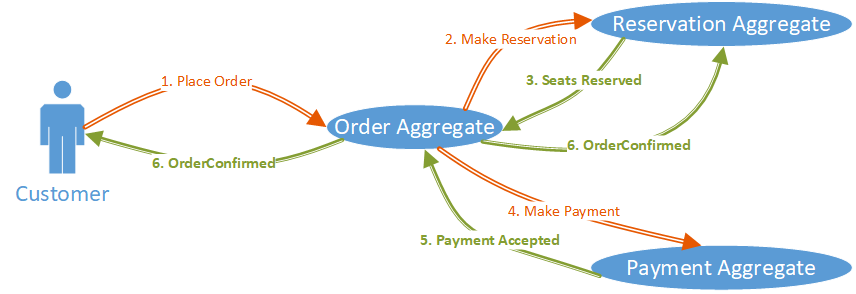 Reservation Aggregate
2. Make Reservation
1. Place Order
3. Seats Reserved
Order Aggregate
6. OrderConfirmed
6. OrderConfirmed
Customer
4. Make Payment
5. Payment Accepted
Payment Aggregate